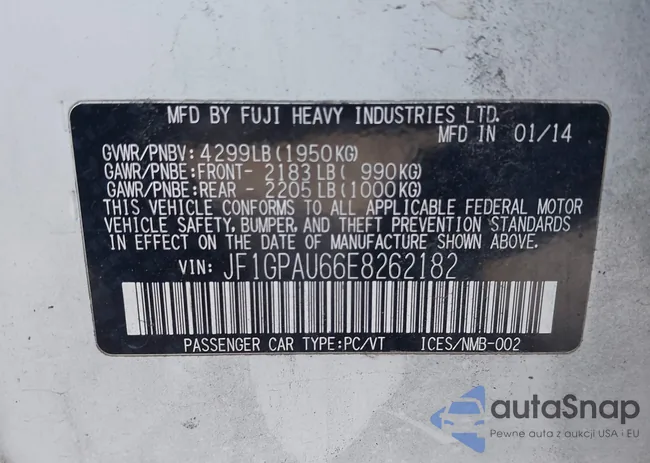 MFD BY FUJI HEAVY INDUSTRIES LTD.
MFD IN 01/14
GVWR/PNBV: 4299LB(1950KG)
GAWR/PNBE:FRONT- 2183LB( 990KG)
GAWR/PNBE:REAR - 2205LB(1000KG)
THIS VEHICLE CONFORMS TO ALL APPLICABLE FEDERAL MOTOR
VEHICLE SAFETY, BUMPER, AND THEFT PREVENTION STANDARDS
IN EFFECT ON THE DATE OF MANUFACTURE SHOWN ABOVE.
VIN: JF1GPAU66E8262182
PASSENGER CAR TYPE:PC/VT ICES/NMB-002
autoSnap
Pewne auta z aukcji USA i EU